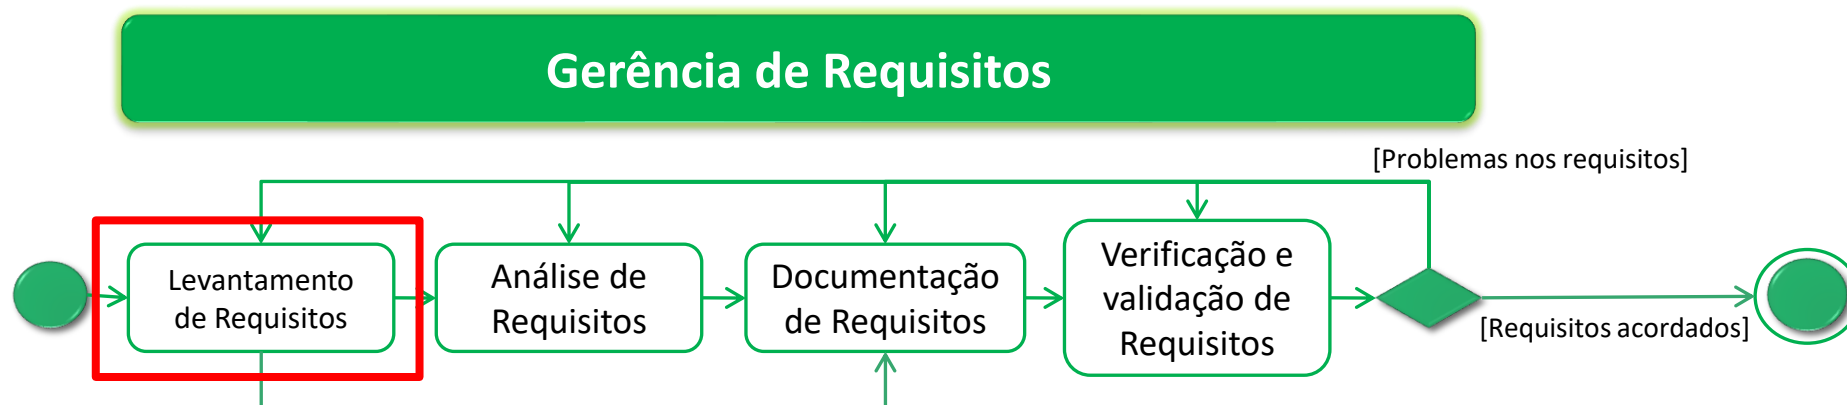 Gerência de Requisitos
[Problemas nos requisitos]
Levantamento
de Requisitos
Análise de
Requisitos
Documentação
de Requisitos
Verificação e
validação de
Requisitos
[Requisitos acordados]